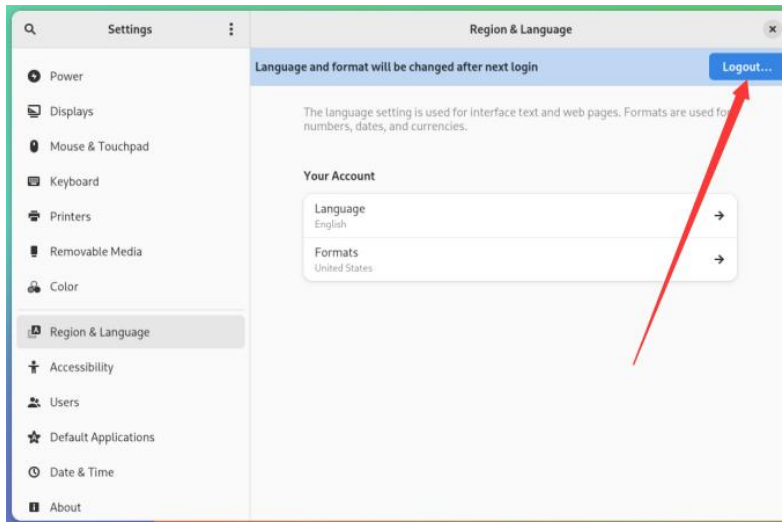 Settings
Region & Language
Power
Displays
Mouse & Touchpad
Keyboard
Printers
Removable Media
Color
Region & Language
Accessibility
Users
Default Applications
Date & Time
About
Language and format will be changed after next login
Logout...
The language setting is used for interface text and web pages. Formats are used for
numbers, dates, and currencies.
Your Account
Language
English
Formats
United States